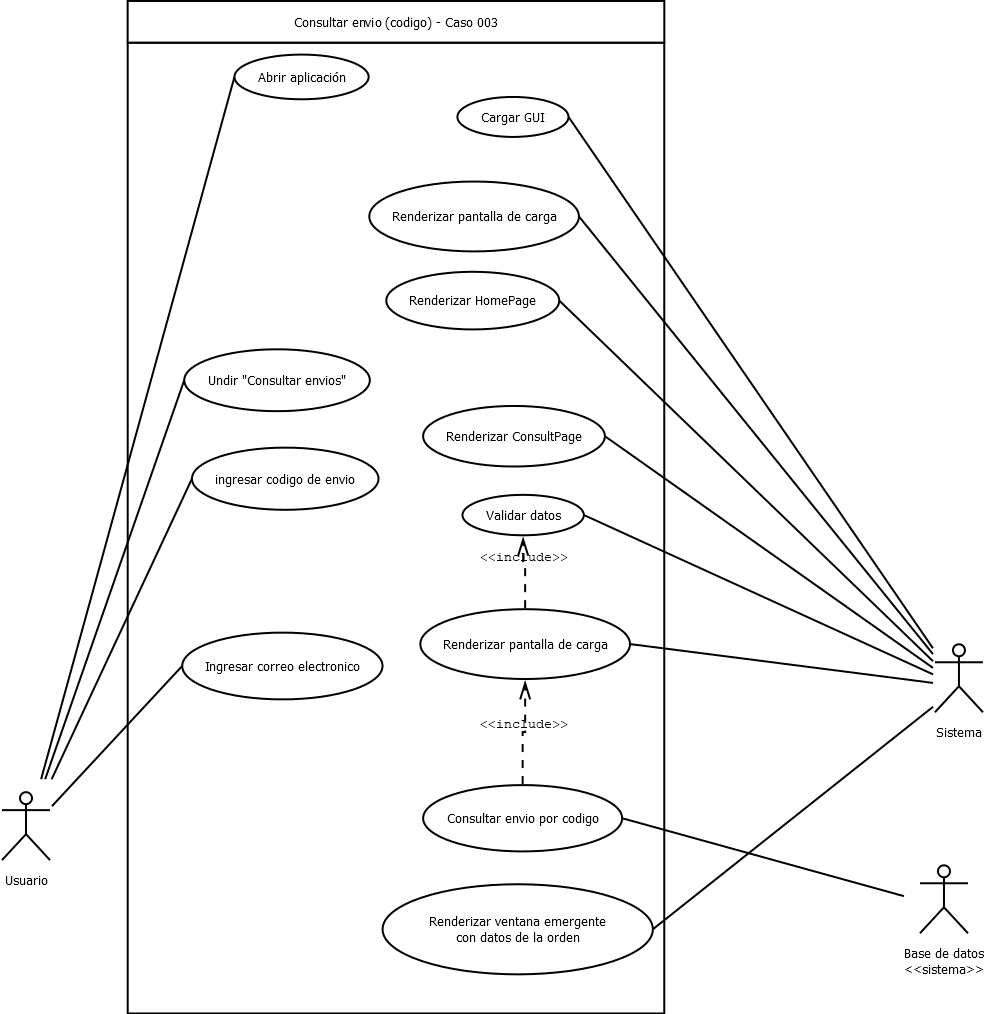 Consultar envio (codigo) - Caso 003
Abrir aplicación
Cargar GUI
Renderizar pantalla de carga
Renderizar HomePage
Undir "Consultar envios"
Renderizar ConsultPage
ingresar codigo de envio
Validar datos
<<include>>
Renderizar pantalla de carga
Ingresar correo electronico
<<include>>
Sistema
Consultar envio por codigo
Usuario
Renderizar ventana emergente
con datos de la orden
Base de datos
<<sistema>>